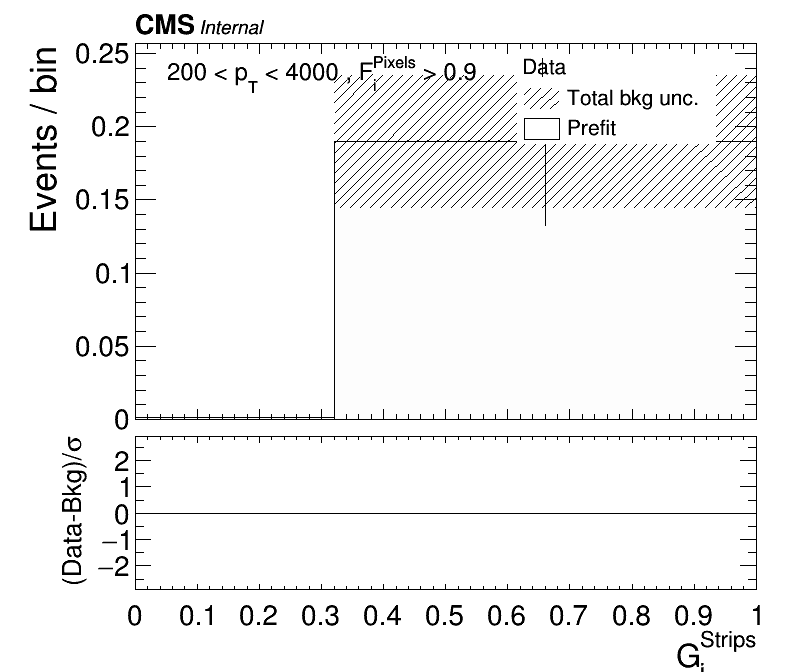 CMS Internal
200 < p_T < 4000 , F_i^Pixels > 0.9
Data
Total bkg unc.
Prefit
Events / bin
0.25
0.2
0.15
0.1
0.05
0
(Data-Bkg)/σ
2
1
0
−1
−2
0 0.1 0.2 0.3 0.4 0.5 0.6 0.7 0.8 0.9 1
G_i^Strips